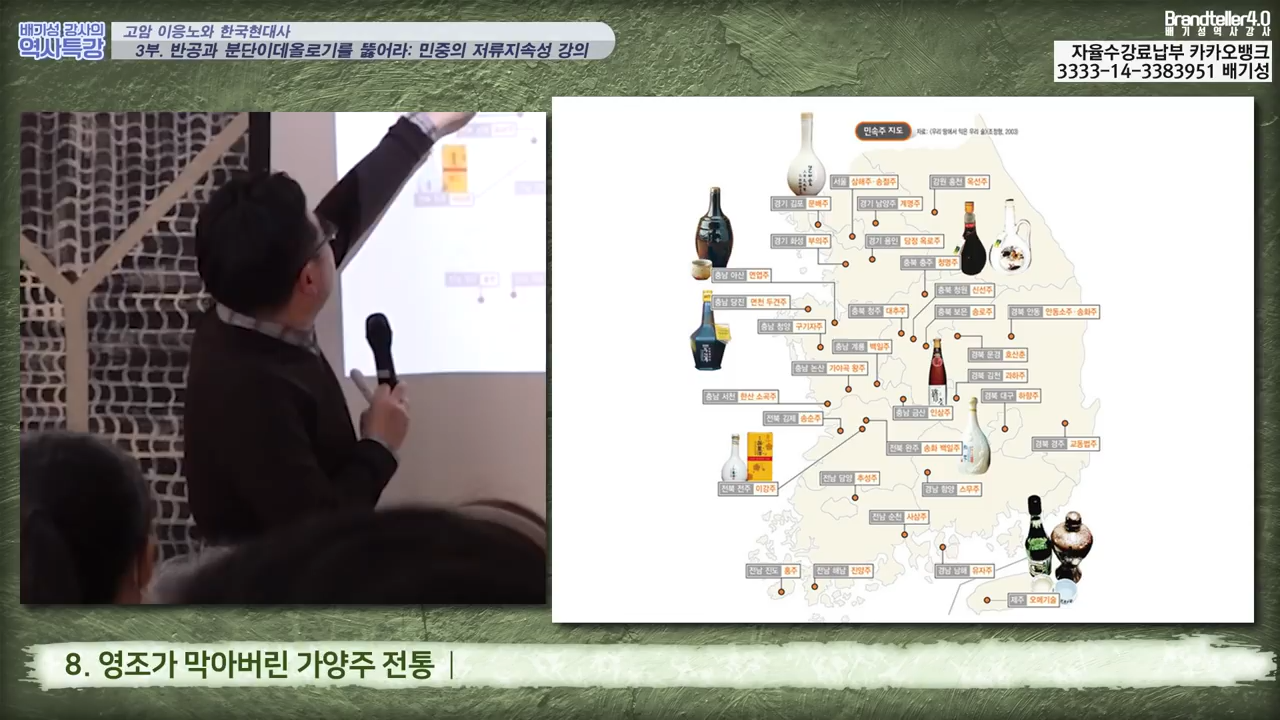 배기성 강사의
역사특강
고암 이응노와 한국현대사
3부. 반공과 분단이데올로기를 뚫어라: 민중의 저류지속성 강의
Brandteller4.0
배기성역사강사
자율수강료납부 카카오뱅크
3333-14-3383951 배기성
민속주 지도
자료: (우리 땅에서 익은 우리 술)(조정형, 2003)
서울 삼해주·송절주
강원 홍천 옥선주
경기 김포 문배주
경기 남양주 계명주
경기 화성 부의주
경기 용인 당정 옥로주
충북 충주 청명주
충남 아산 연엽주
충북 청원 신선주
충남 당진 면천 두견주
충북 청주 대추주
충북 보은 송로주
경북 안동 안동소주·송화주
충남 청양 구기자주
충남 계룡 백일주
경북 문경 호산춘
충남 논산 가야곡 왕주
경북 김천 과하주
충남 서천 한산 소곡주
경북 대구 하향주
충남 금산 인삼주
전북 김제 송순주
경북 경주 교동법주
전북 완주 송화 백일주
전북 전주 이강주
전남 담양 추성주
경남 함양 스무주
전남 순천 사삼주
전남 진도 홍주
전남 해남 진양주
경남 남해 유자주
제주 오메기술
8. 영조가 막아버린 가양주 전통